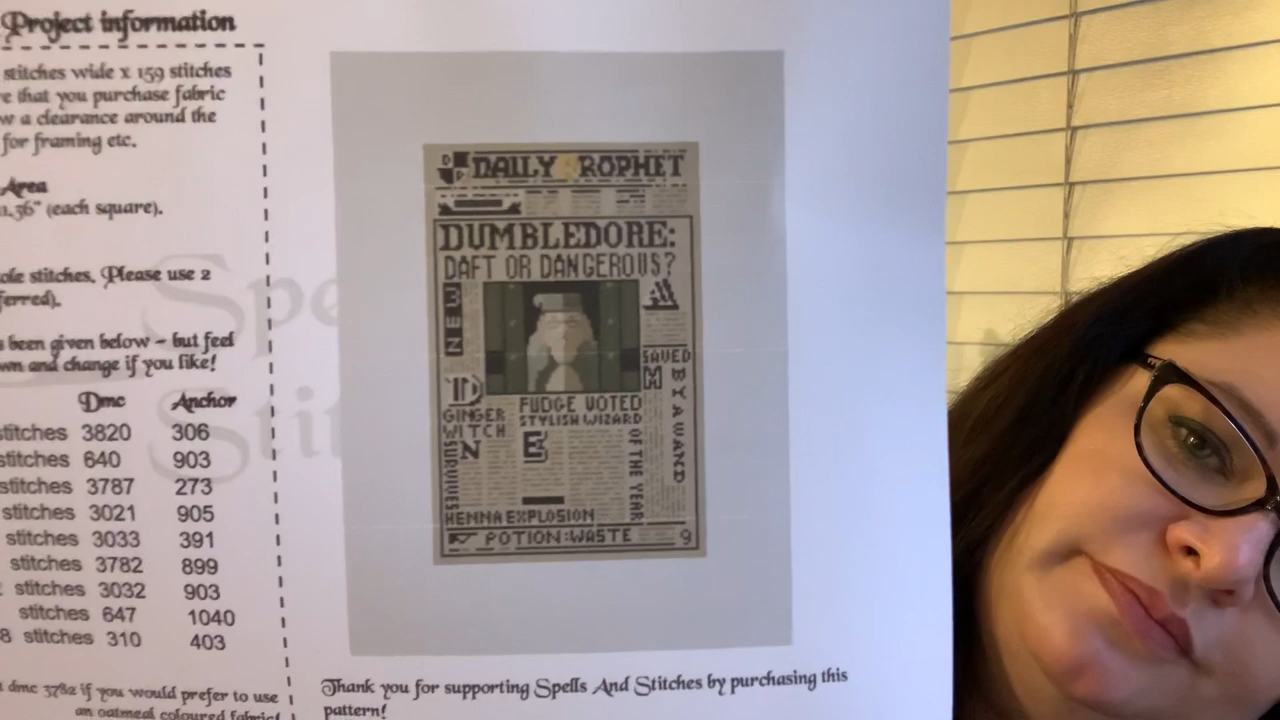 Project information
stitches wide x 159 stitches
that you purchase fabric
a clearance around the
for framing etc.
Area
1.36" (each square).
stitches. Please use 2
been given below - but feel
and change if you like!
Dmc Anchor
stitches 3820 306
stitches 640 903
stitches 3787 273
stitches 3021 905
stitches 3033 391
stitches 3782 899
stitches 3032 903
stitches 647 1040
8 stitches 310 403
dmc 3782 if you would prefer to use
an oatmeal coloured fabric!
DAILY PROPHET
DUMBLEDORE:
DAFT OR DANGEROUS?
NEW
SAVED
BY A WAND
FUDGE VOTED
STYLISH WIZARD
OF THE YEAR
GINGER
WITCH
SURVIVES
HENNA EXPLOSION
POTION:WASTE 9
Thank you for supporting Spells And Stitches by purchasing this
pattern!